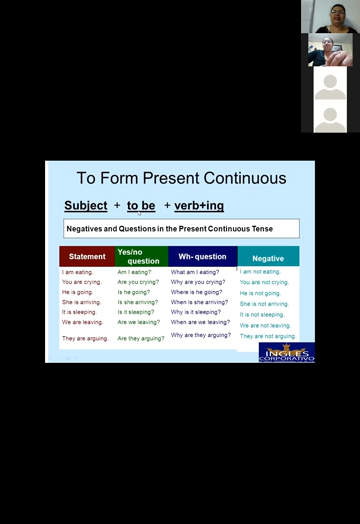 To Form Present Continuous
Subject + to be + verb+ing
Negatives and Questions in the Present Continuous Tense
Statement
I am eating.
You are crying.
He is going.
She is arriving.
It is sleeping.
We are leaving.
They are arguing.
Yes/no
question
Am I eating?
Are you crying?
Is he going?
is she arriving?
Is it sleeping?
Are we leaving?
Are they arguing?
Wh- question
What am I eating?
Why are you crying?
Where is he going?
When is she arriving?
Why is it sleeping?
When are we leaving?
Why are they arguing?
Negative
I am not eating.
You are not crying.
He is not going.
She is not arriving.
It is not sleeping.
We are not leaving.
They are not arguing.
INGLES
CORPORATIVO